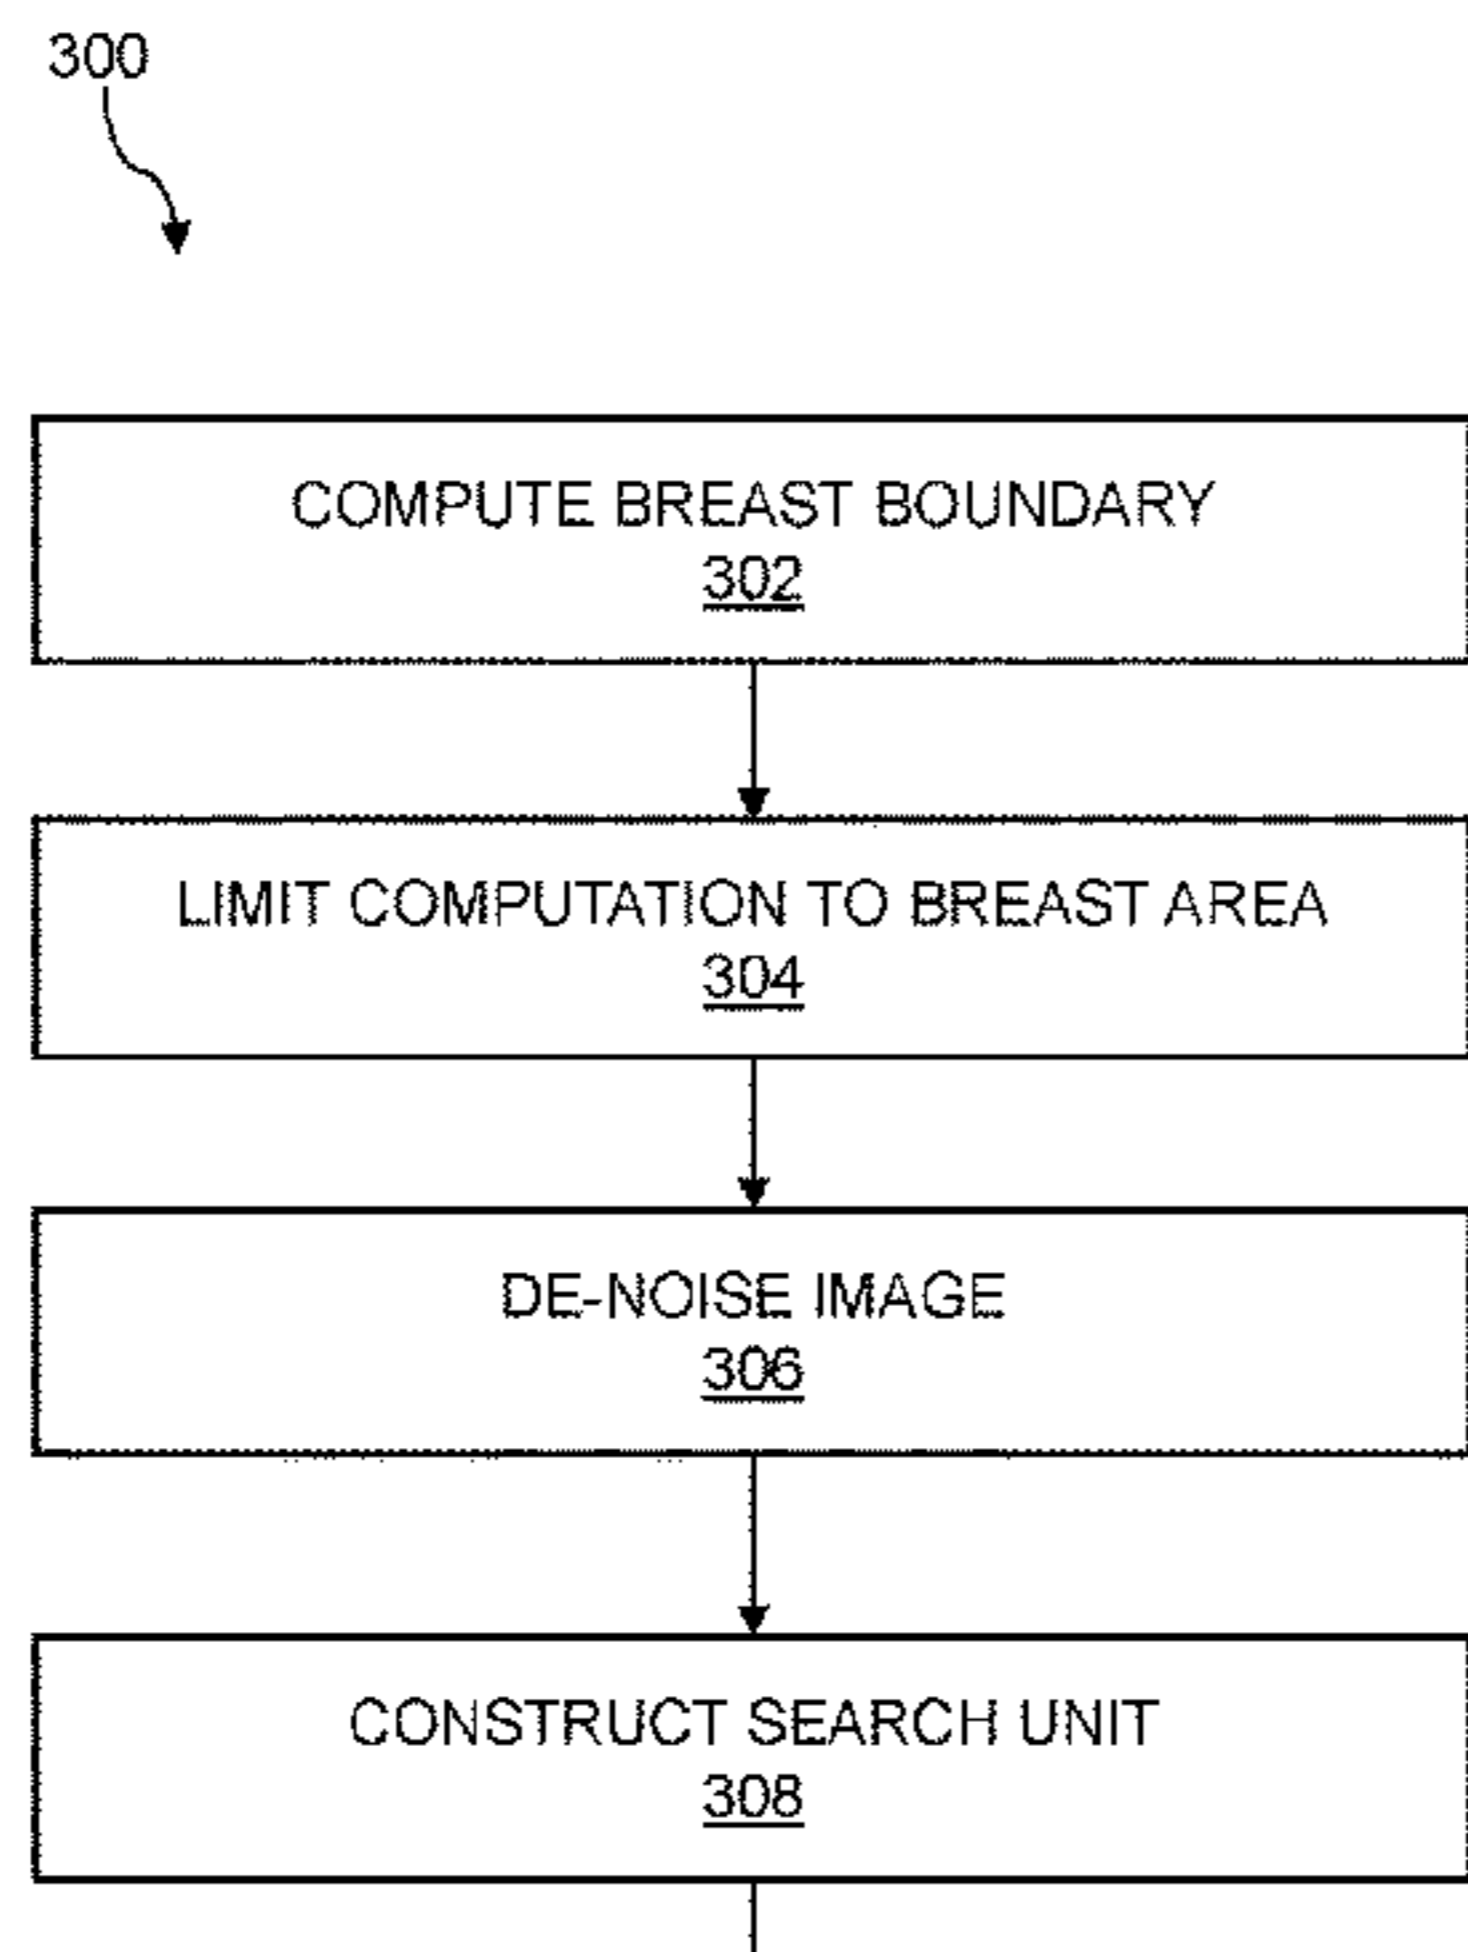 300
COMPUTE BREAST BOUNDARY
302
LIMIT COMPUTATION TO BREAST AREA
304
DE-NOISE IMAGE
306
CONSTRUCT SEARCH UNIT
308